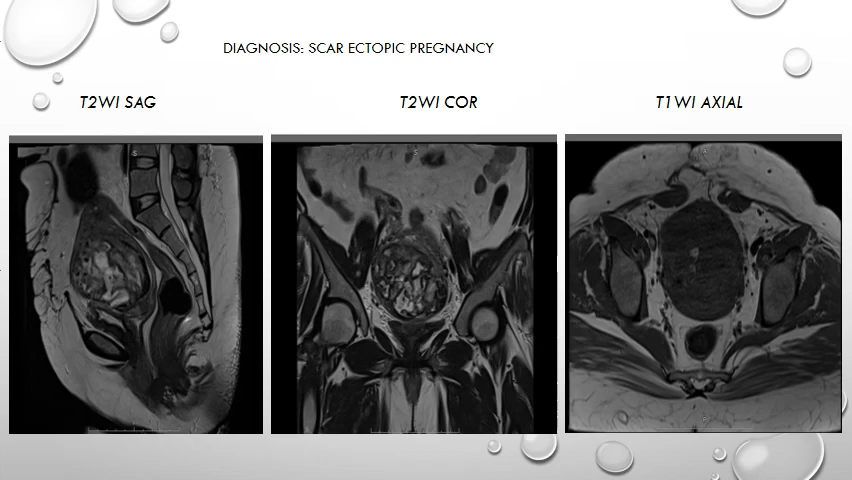 DIAGNOSIS: SCAR ECTOPIC PREGNANCY
T2WI SAG
T2WI COR
T1WI AXIAL